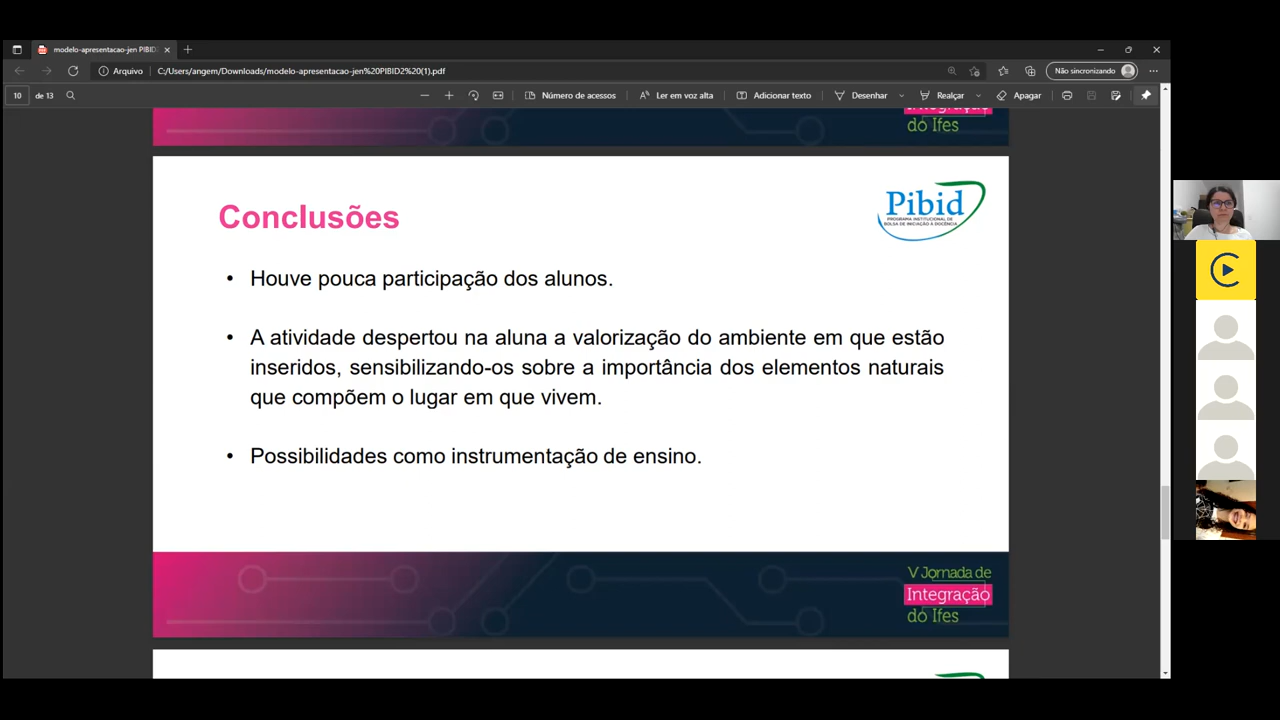 modelo-apresentacao-jen PIBID2
Arquivo C:/Users/angem/Downloads/modelo-apresentacao-jen%20PIBID2%20(1).pdf Não sincronizando
10 de 13 Número de acessos Ler em voz alta Adicionar texto Desenhar Realçar Apagar
Integração
do Ifes
Pibid
PROGRAMA INSTITUCIONAL
DE BOLSA DE INICIAÇÃO À DOCÊNCIA
Conclusões
• Houve pouca participação dos alunos.
• A atividade despertou na aluna a valorização do ambiente em que estão
inseridos, sensibilizando-os sobre a importância dos elementos naturais
que compõem o lugar em que vivem.
• Possibilidades como instrumentação de ensino.
V Jornada de
Integração
do Ifes